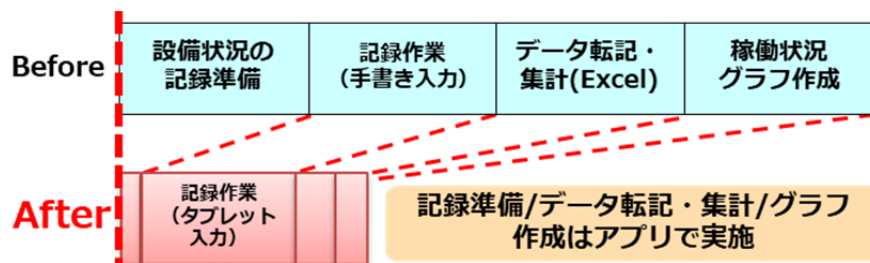 Before
設備状況の
記録準備
記録作業
（手書き入力）
データ転記・
集計(Excel)
稼働状況
グラフ作成
After
記録作業
（タブレット
入力）
記録準備/データ転記・集計/グラフ
作成はアプリで実施